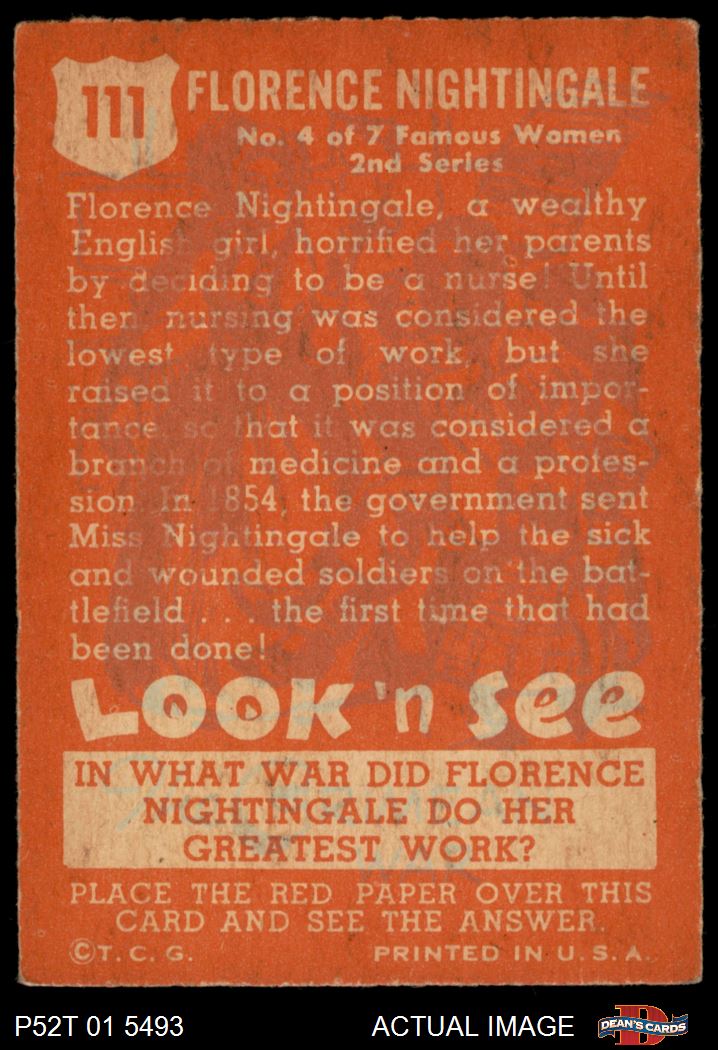 111
FLORENCE NIGHTINGALE
No. 4 of 7 Famous Women
2nd Series
Florence Nightingale, a wealthy
English girl, horrified her parents
by deciding to be a nurse! Until
then nursing was considered the
lowest type of work, but she
raised it to a position of impor-
tance, so that it was considered a
branch of medicine and a profes-
sion. In 1854, the government sent
Miss Nightingale to help the sick
and wounded soldiers on the bat-
tlefield . . . the first time that had
been done!
LOOK 'n SEE
IN WHAT WAR DID FLORENCE
NIGHTINGALE DO HER
GREATEST WORK?
WAR
PLACE THE RED PAPER OVER THIS
CARD AND SEE THE ANSWER.
©T. C. G. PRINTED IN U. S. A.
P52T 01 5493 ACTUAL IMAGE DEAN'S CARDS